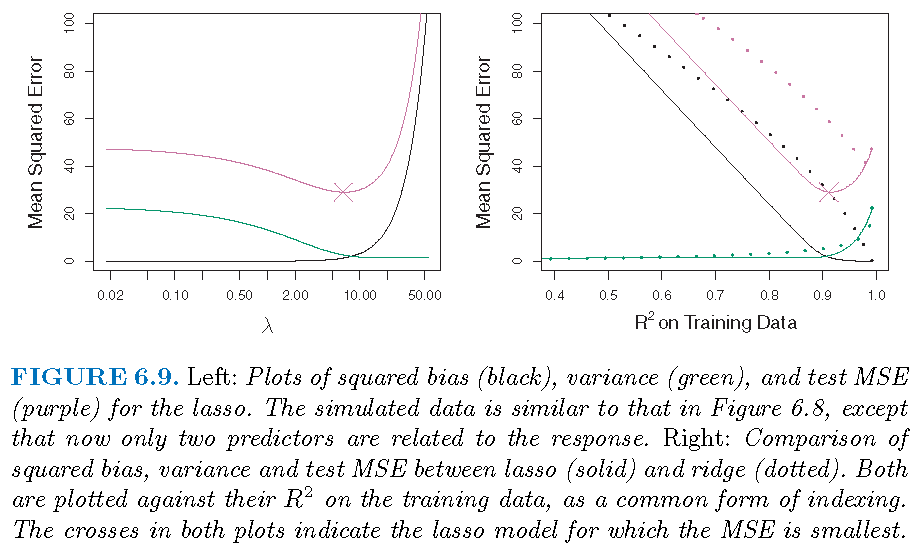 100
80
60
40
20
0
Mean Squared Error
0.02 0.10 0.50 2.00 10.00 50.00
λ
100
80
60
40
20
0
Mean Squared Error
0.4 0.5 0.6 0.7 0.8 0.9 1.0
R² on Training Data
FIGURE 6.9. Left: Plots of squared bias (black), variance (green), and test MSE
(purple) for the lasso. The simulated data is similar to that in Figure 6.8, except
that now only two predictors are related to the response. Right: Comparison of
squared bias, variance and test MSE between lasso (solid) and ridge (dotted). Both
are plotted against their R² on the training data, as a common form of indexing.
The crosses in both plots indicate the lasso model for which the MSE is smallest.